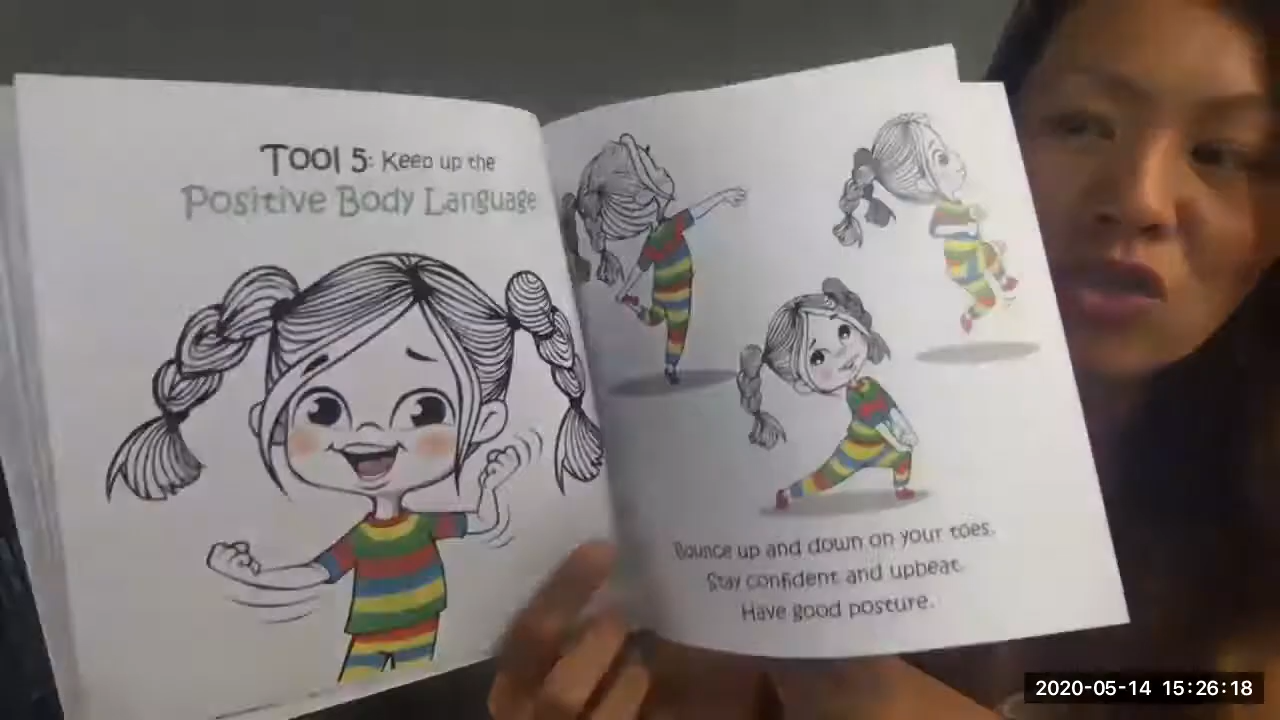 Tool 5: Keep up the
Positive Body Language
Bounce up and down on your toes.
Stay confident and upbeat.
Have good posture.
2020-05-14 15:26:18